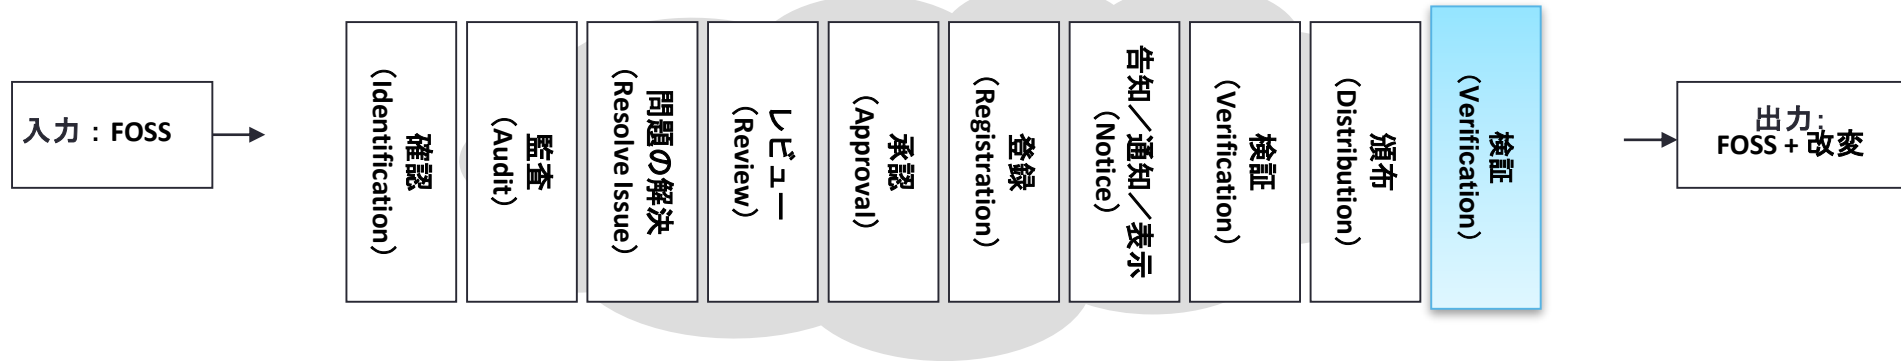 入力 : FOSS
確認
（Identification）
監査
（Audit）
問題の解決
（Resolve Issue）
レビュー
（Review）
承認
（Approval）
登録
（Registration）
告知／通知／表示
（Notice）
検証
（Verification）
頒布
（Distribution）
検証
（Verification）
出力:
FOSS + 改変